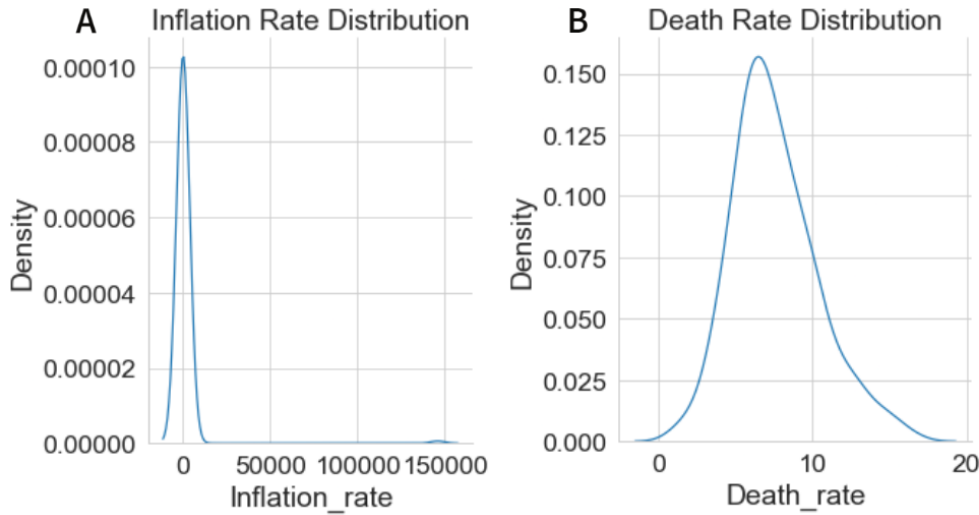 A
Inflation Rate Distribution
0.00010
0.00008
0.00006
0.00004
0.00002
0.00000
Density
0
50000
100000
150000
Inflation_rate
B
Death Rate Distribution
0.150
0.125
0.100
0.075
0.050
0.025
0.000
Density
0
10
20
Death_rate